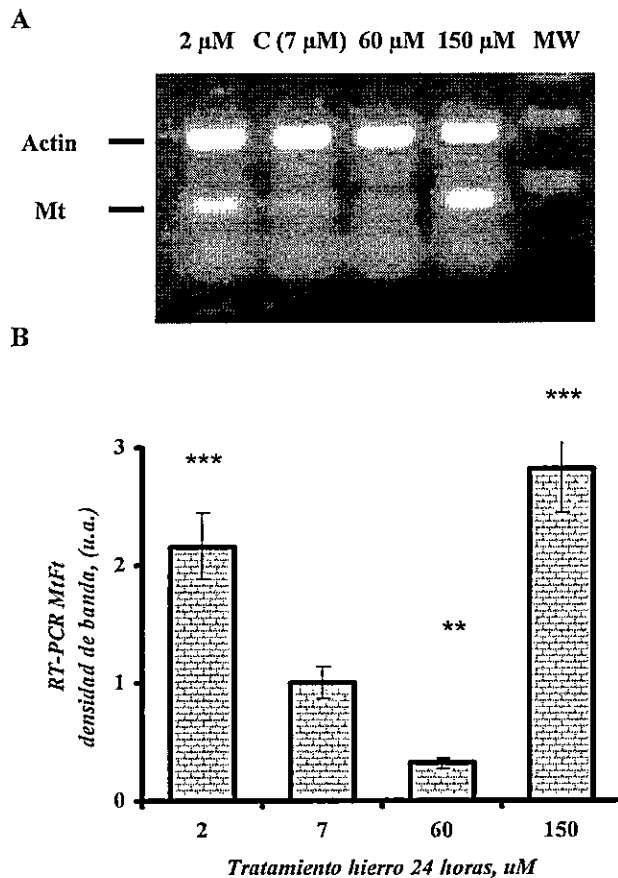 A
2 µM C (7 µM) 60 µM 150 µM MW
Actin
Mt
B
***
***
**
3
2
1
0
RT-PCR MtFt
densidad de banda, (u.a.)
2 7 60 150
Tratamiento hierro 24 horas, uM